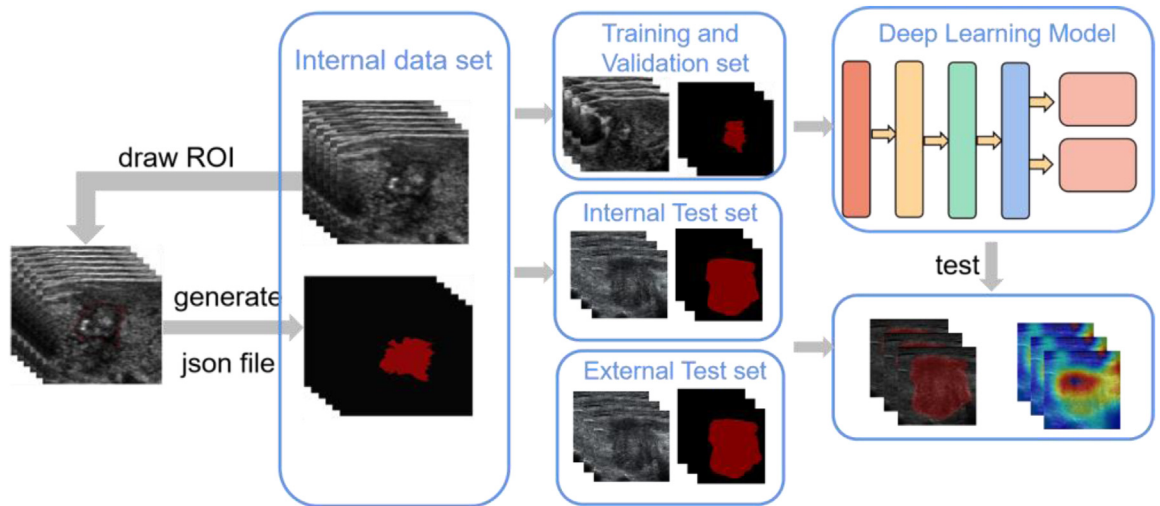 draw ROI
generate
json file
Internal data set
Training and
Validation set
Internal Test set
External Test set
Deep Learning Model
test